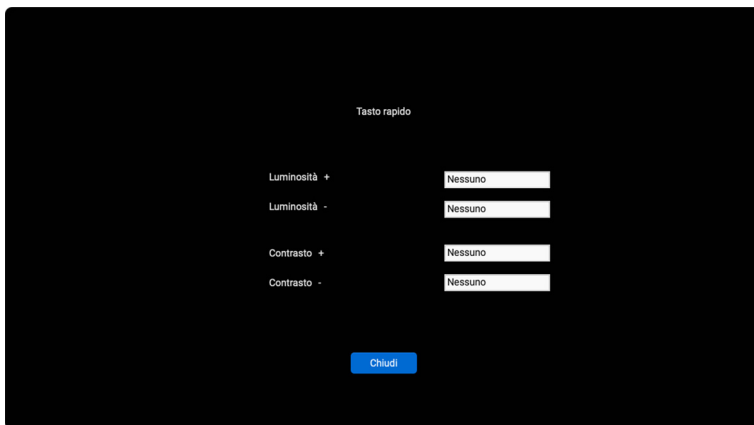 Tasto rapido
Luminosità + Nessuno
Luminosità - Nessuno
Contrasto + Nessuno
Contrasto - Nessuno
Chiudi